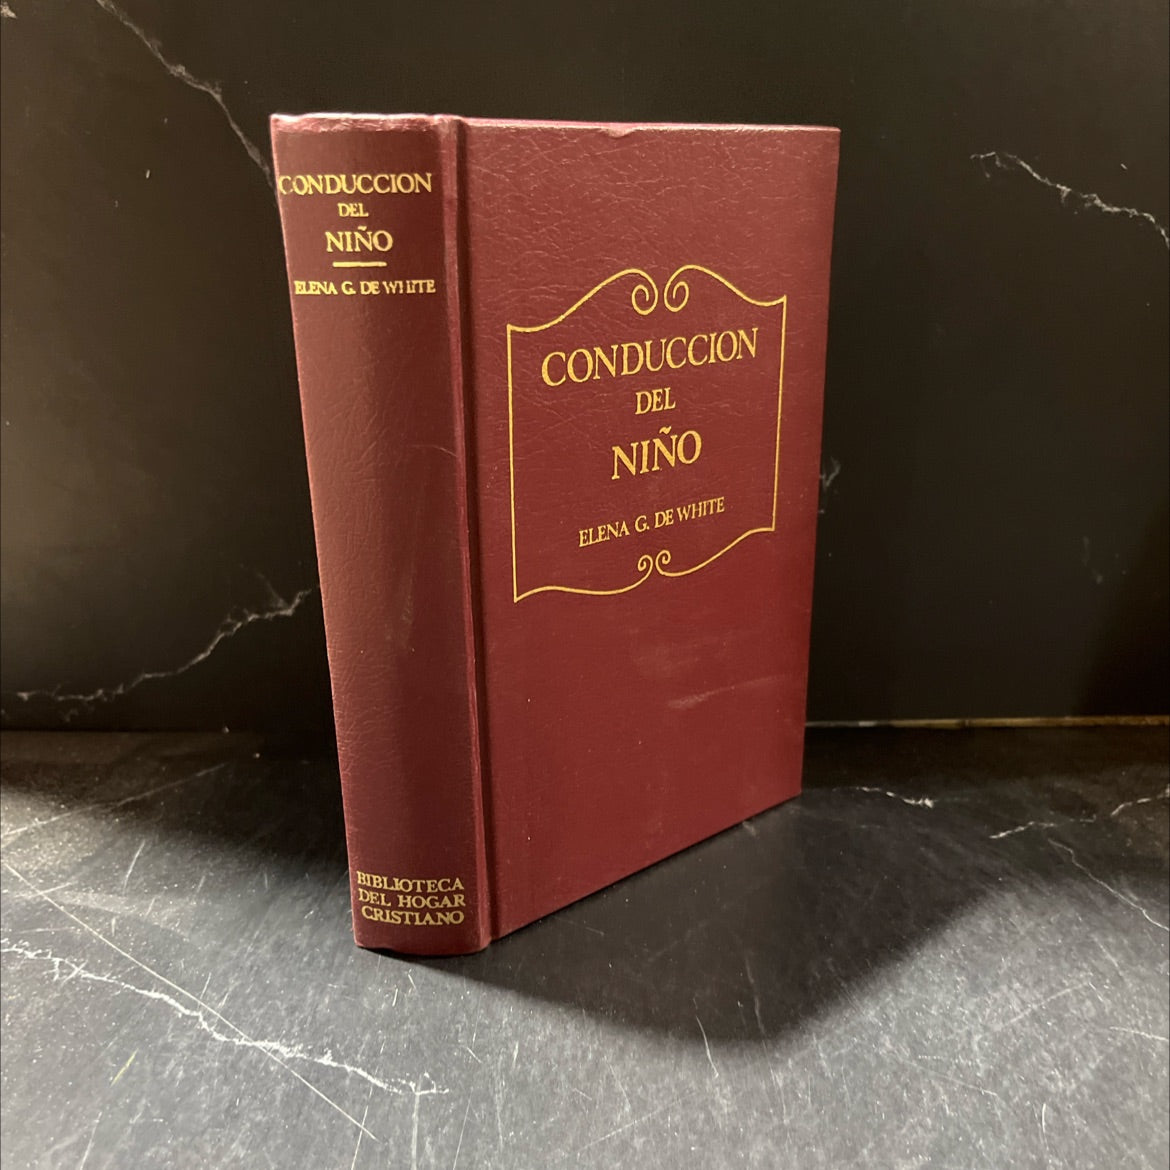 CONDUCCION
DEL
NIÑO
ELENA G. DE WHITE
BIBLIOTECA
DEL HOGAR
CRISTIANO
CONDUCCION
DEL
NIÑO
ELENA G. DE WHITE